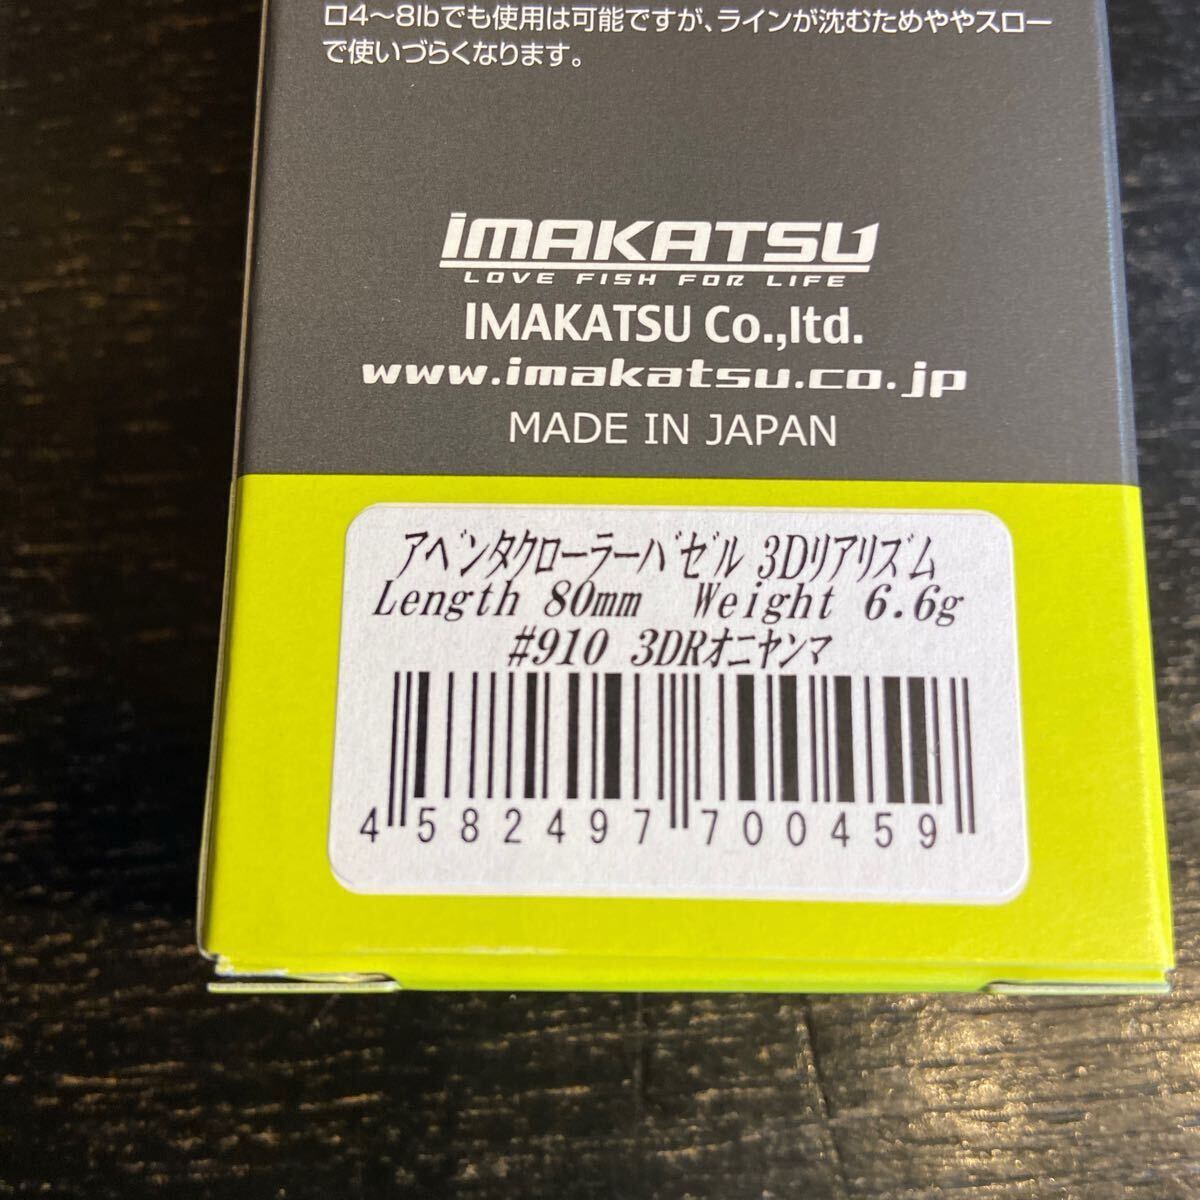 ロ4～8lbでも使用は可能ですが、ラインが沈むためややスロー
で使いづらくなります。
iMAKATSU
LOVE FISH FOR LIFE
IMAKATSU Co.,ltd.
www.imakatsu.co.jp
MADE IN JAPAN
アベンタクローラーバゼル 3Dリアリズム
Length 80mm Weight 6.6g
#910 3DRオニヤンマ
4 582497 700459